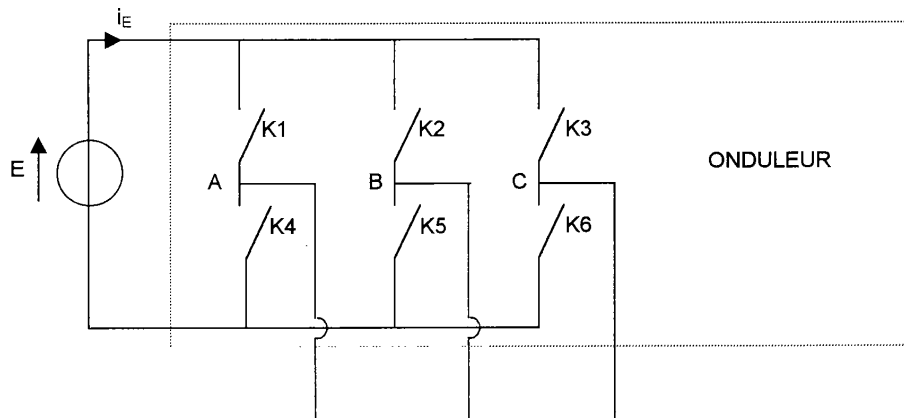 iE
K1 K2 K3
E ONDULEUR
A B C
K4 K5 K6